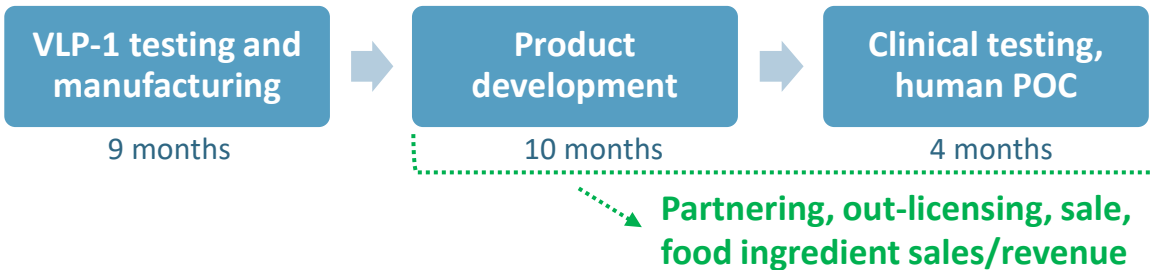 VLP-1 testing and
manufacturing
9 months
Product
development
10 months
Clinical testing,
human POC
4 months
Partnering, out-licensing, sale,
food ingredient sales/revenue